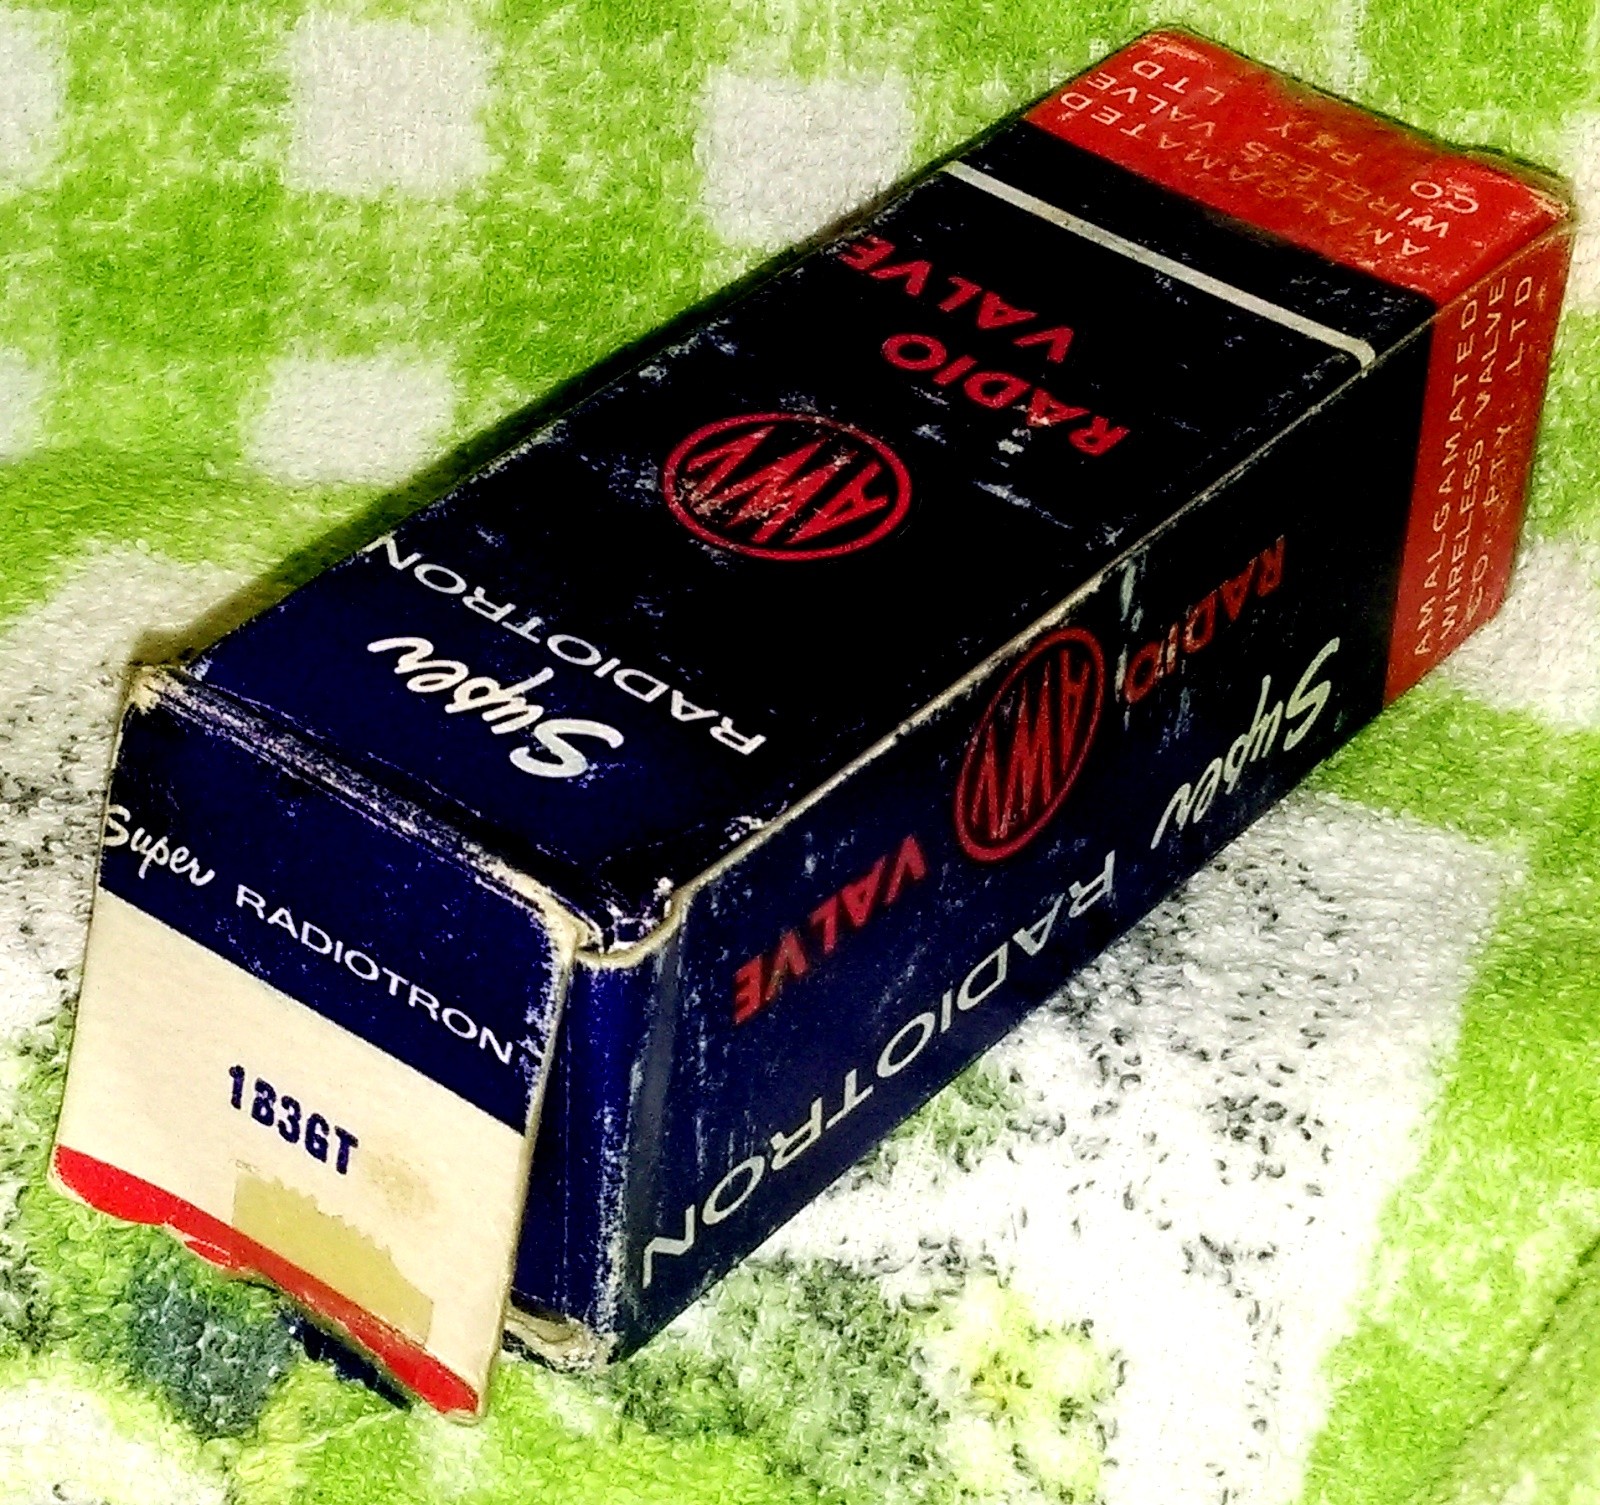 AMALGAMATED
WIRELESS VALVE
CO. PTY. LTD
RADIO
VALVE
AWV
Super
RADIOTRON
AMALGAMATED
WIRELESS VALVE
CO. PTY. LTD
RADIO AWV VALVE
Super RADIOTRON
Super RADIOTRON
1B3GT